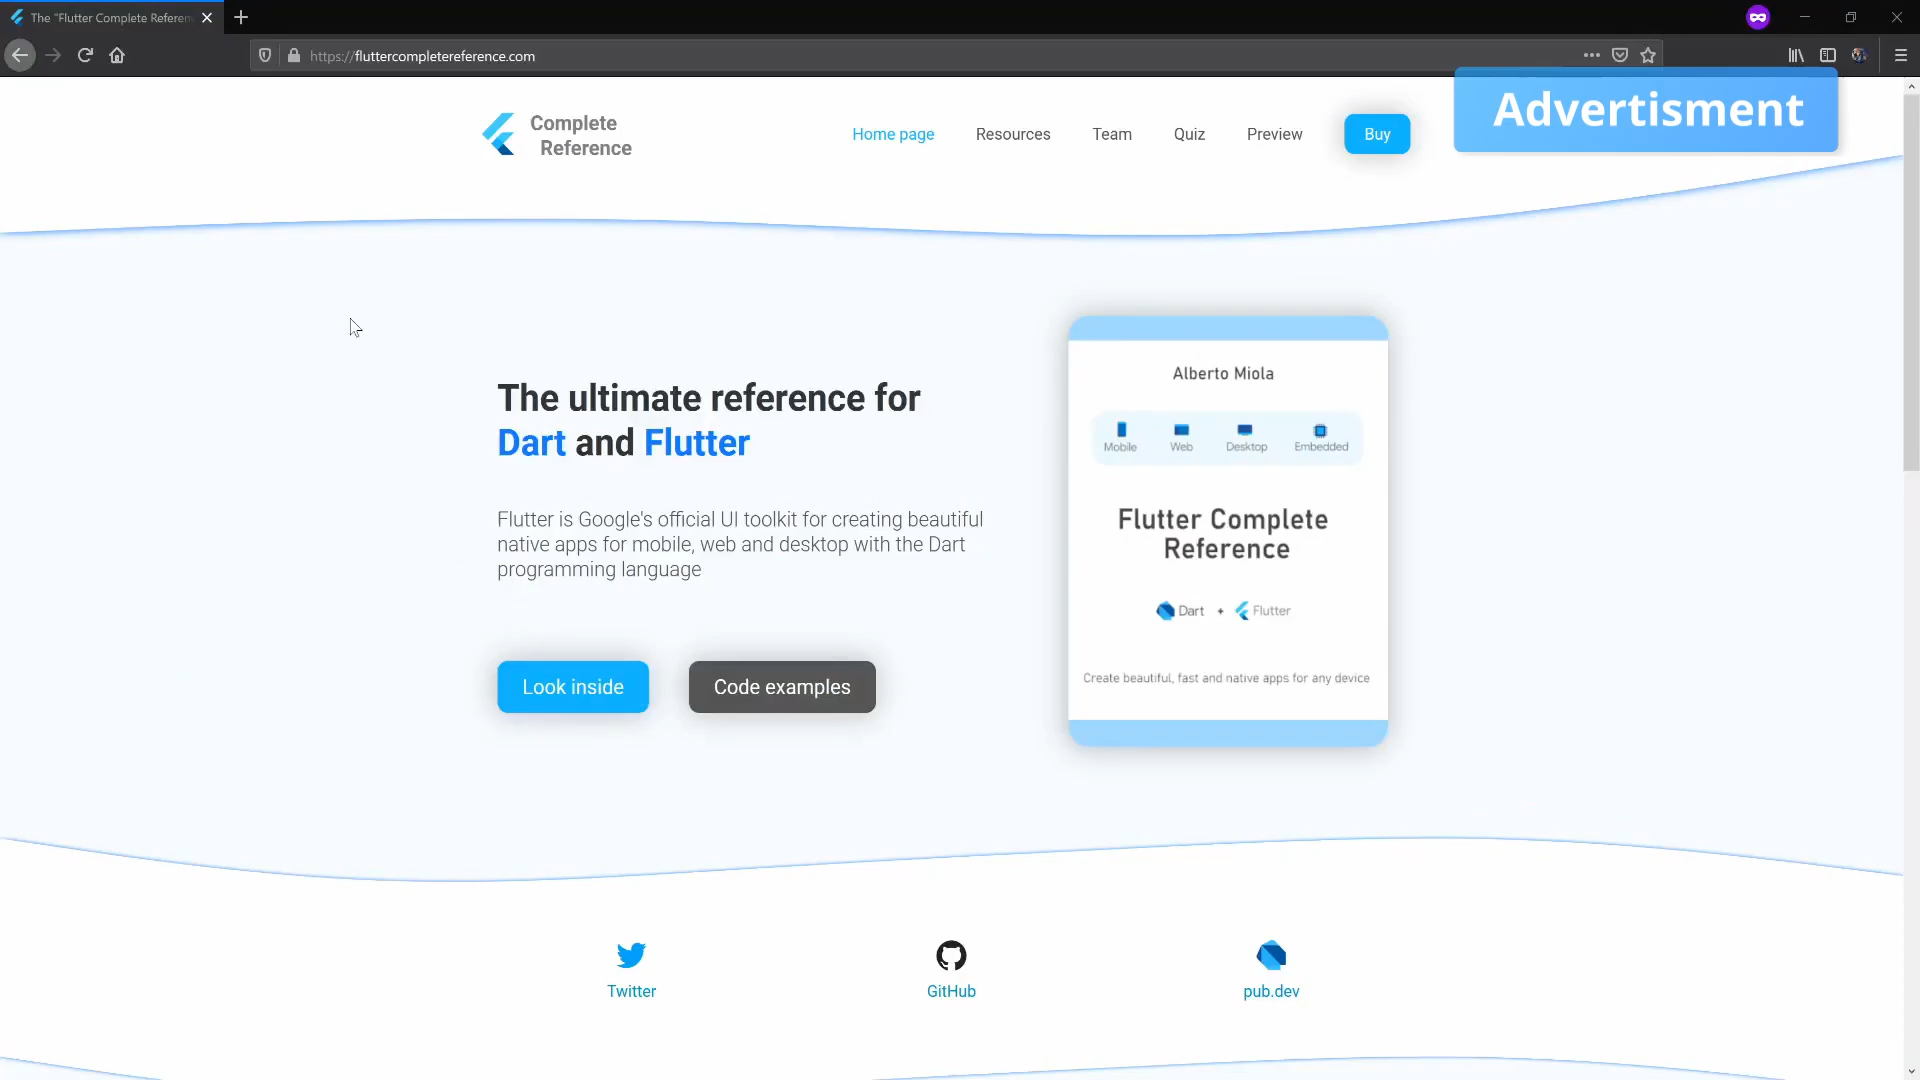 The "Flutter Complete Referen
https://fluttercompletereference.com
Advertisment
Complete
Reference
Home page
Resources
Team
Quiz
Preview
Buy
The ultimate reference for
Dart and Flutter
Flutter is Google's official UI toolkit for creating beautiful
native apps for mobile, web and desktop with the Dart
programming language
Look inside
Code examples
Alberto Miola
Mobile
Web
Desktop
Embedded
Flutter Complete
Reference
Dart + Flutter
Create beautiful, fast and native apps for any device
Twitter
GitHub
pub.dev